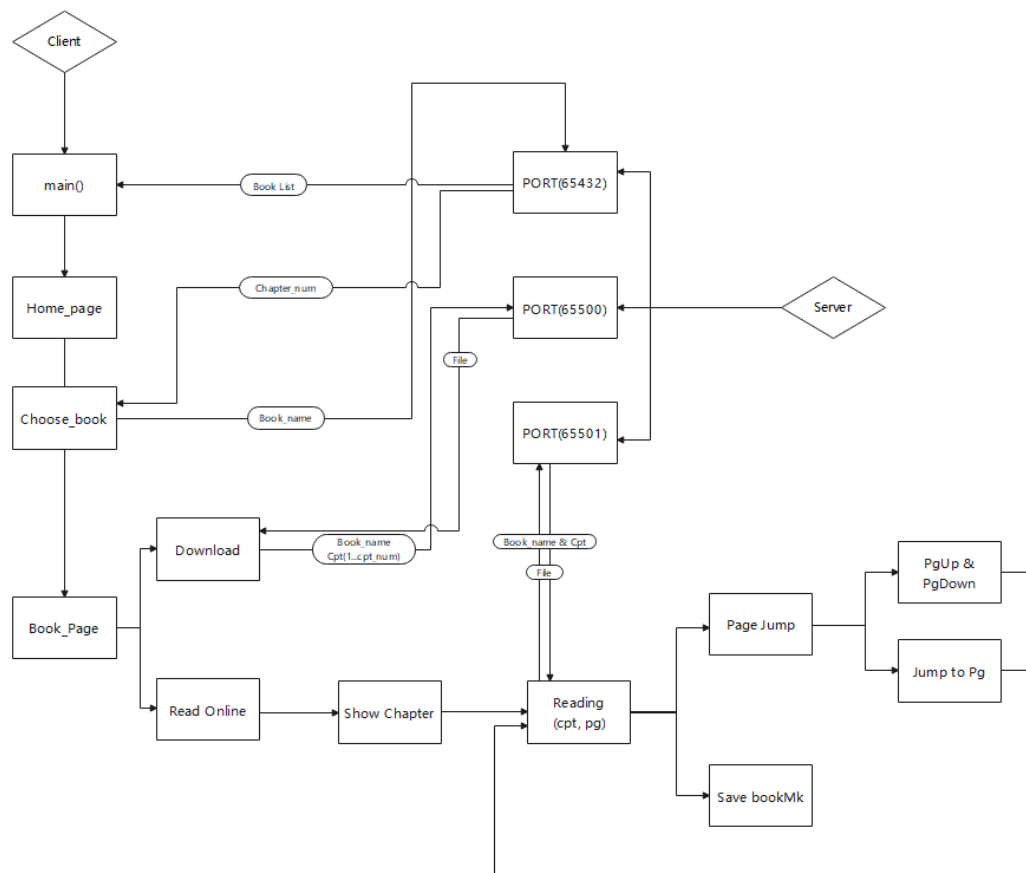 Client
main()
Book List
PORT(65432)
Home_page
Chapter_num
PORT(65500)
Server
File
Choose_book
Book_name
PORT(65501)
Download
Book_name
Cpt(1...cpt_num)
Book_name & Cpt
File
PgUp &
PgDown
Book_Page
Page Jump
Jump to Pg
Read Online
Show Chapter
Reading
(cpt, pg)
Save bookMk